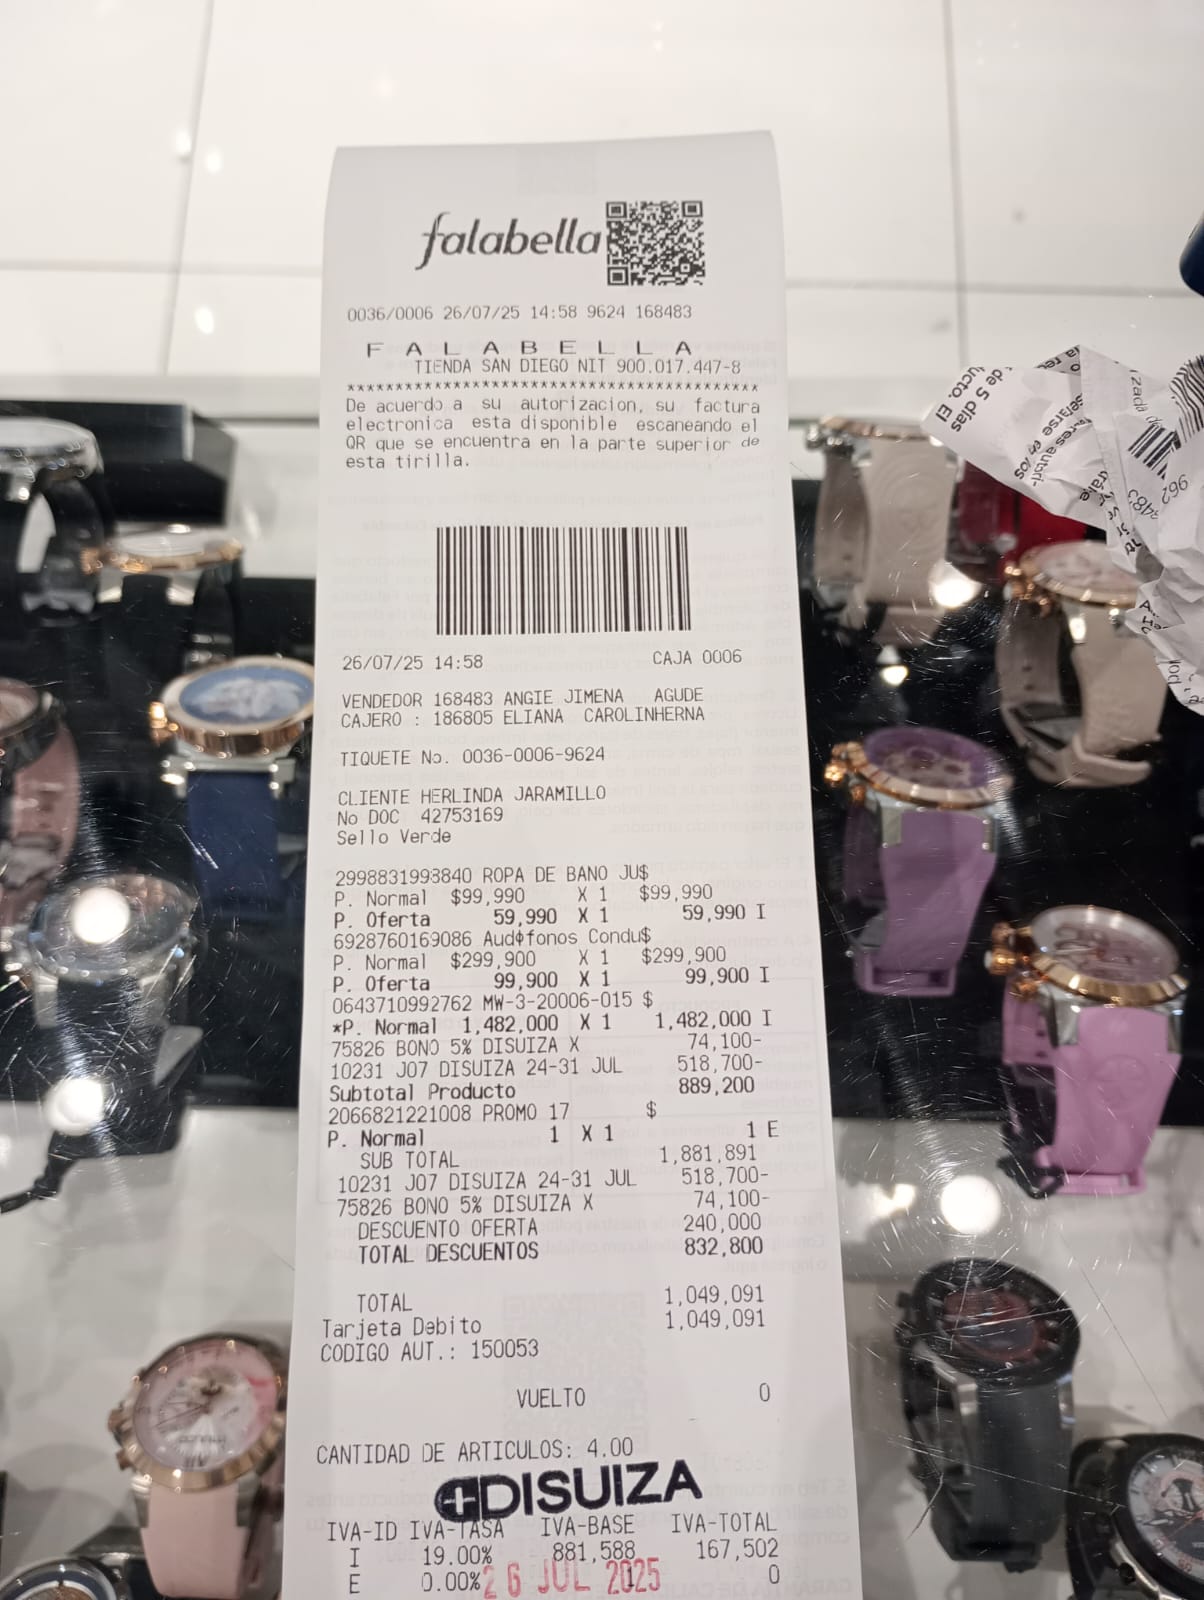 falabella
0036/0006 26/07/25 14:58 9624 168483
F A L A B E L L A
TIENDA SAN DIEGO NIT 900.017.447-8
*********************************************
De acuerdo a su autorizacion, su factura
electronica esta disponible escaneando el
QR que se encuentra en la parte superior de
esta tirilla.
26/07/25 14:58 CAJA 0006
VENDEDOR 168483 ANGIE JIMENA AGUDE
CAJERO : 186805 ELIANA CAROLINHERNA
TIQUETE No. 0036-0006-9624
CLIENTE HERLINDA JARAMILLO
No DOC 42753169
Sello Verde
2998831993840 ROPA DE BANO JU$
P. Normal $99,990 X 1 $99,990
P. Oferta 59,990 X 1 59,990 I
6928760169086 Audífonos Condu$
P. Normal $299,900 X 1 $299,900
P. Oferta 99,900 X 1 99,900 I
0643710992762 MW-3-20006-015 $
*P. Normal 1,482,000 X 1 1,482,000 I
75826 BONO 5% DISUIZA X 74,100-
10231 J07 DISUIZA 24-31 JUL 518,700-
Subtotal Producto 889,200
2066821221008 PROMO 17 $
P. Normal 1 X 1 1 E
SUB TOTAL 1,881,891
10231 J07 DISUIZA 24-31 JUL 518,700-
75826 BONO 5% DISUIZA X 74,100-
DESCUENTO OFERTA 240,000
TOTAL DESCUENTOS 832,800
TOTAL 1,049,091
Tarjeta Debito 1,049,091
CODIGO AUT.: 150053
VUELTO 0
CANTIDAD DE ARTICULOS: 4.00
DISUIZA
IVA-ID IVA-TASA IVA-BASE IVA-TOTAL
I 19.00% 881,588 167,502
E 0.00% 1 0
26 JUL 2025
de 5 días
ucto. El